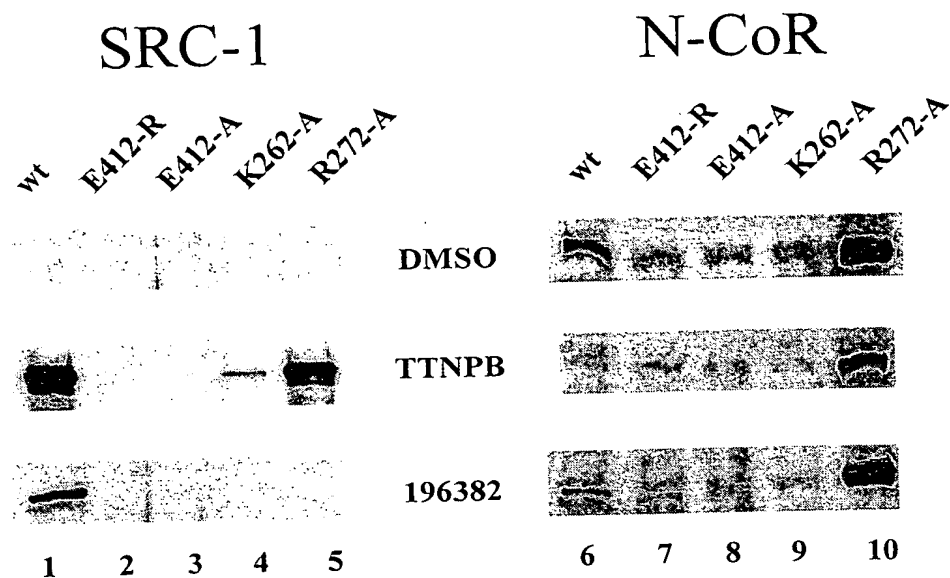 SRC-1
N-CoR
wt E412-R E412-A K262-A R272-A
wt E412-R E412-A K262-A R272-A
DMSO
TTNPB
196382
1 2 3 4 5
6 7 8 9 10